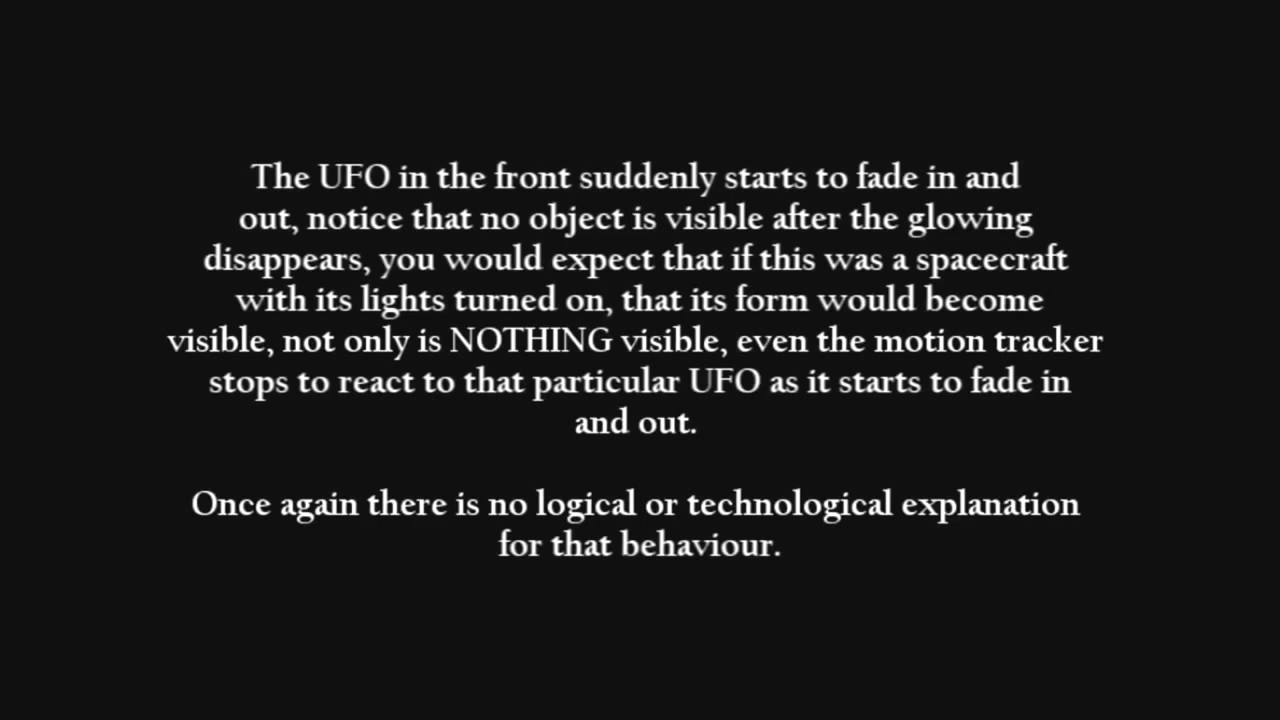 The UFO in the front suddenly starts to fade in and
out, notice that no object is visible after the glowing
disappears, you would expect that if this was a spacecraft
with its lights turned on, that its form would become
visible, not only is NOTHING visible, even the motion tracker
stops to react to that particular UFO as it starts to fade in
and out.
Once again there is no logical or technological explanation
for that behaviour.